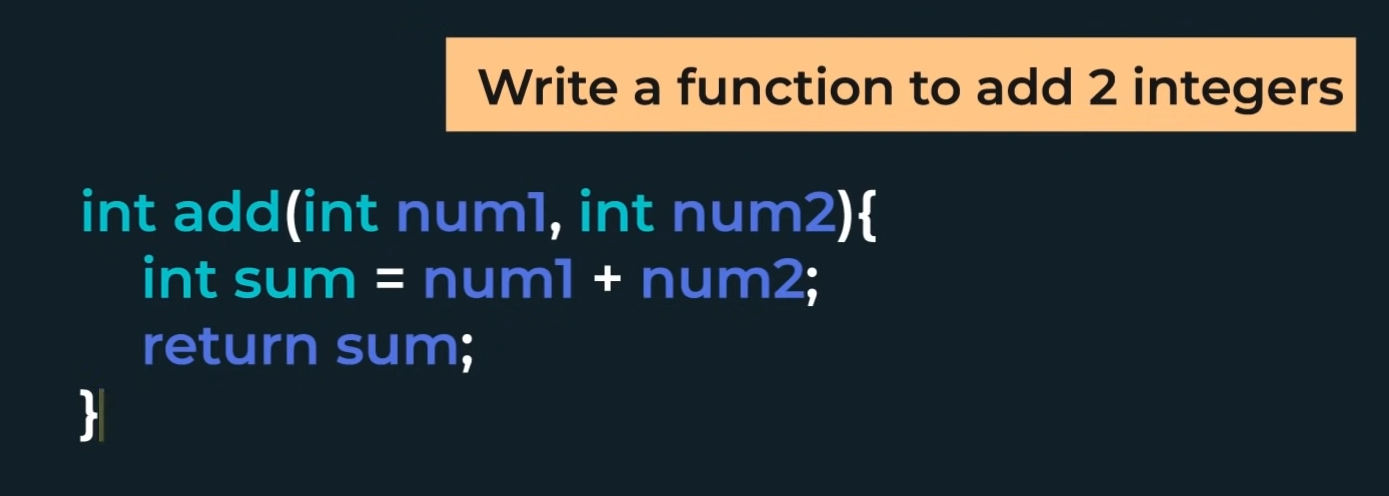 Write a function to add 2 integers
int add(int num1, int num2){
int sum = num1 + num2;
return sum;
}